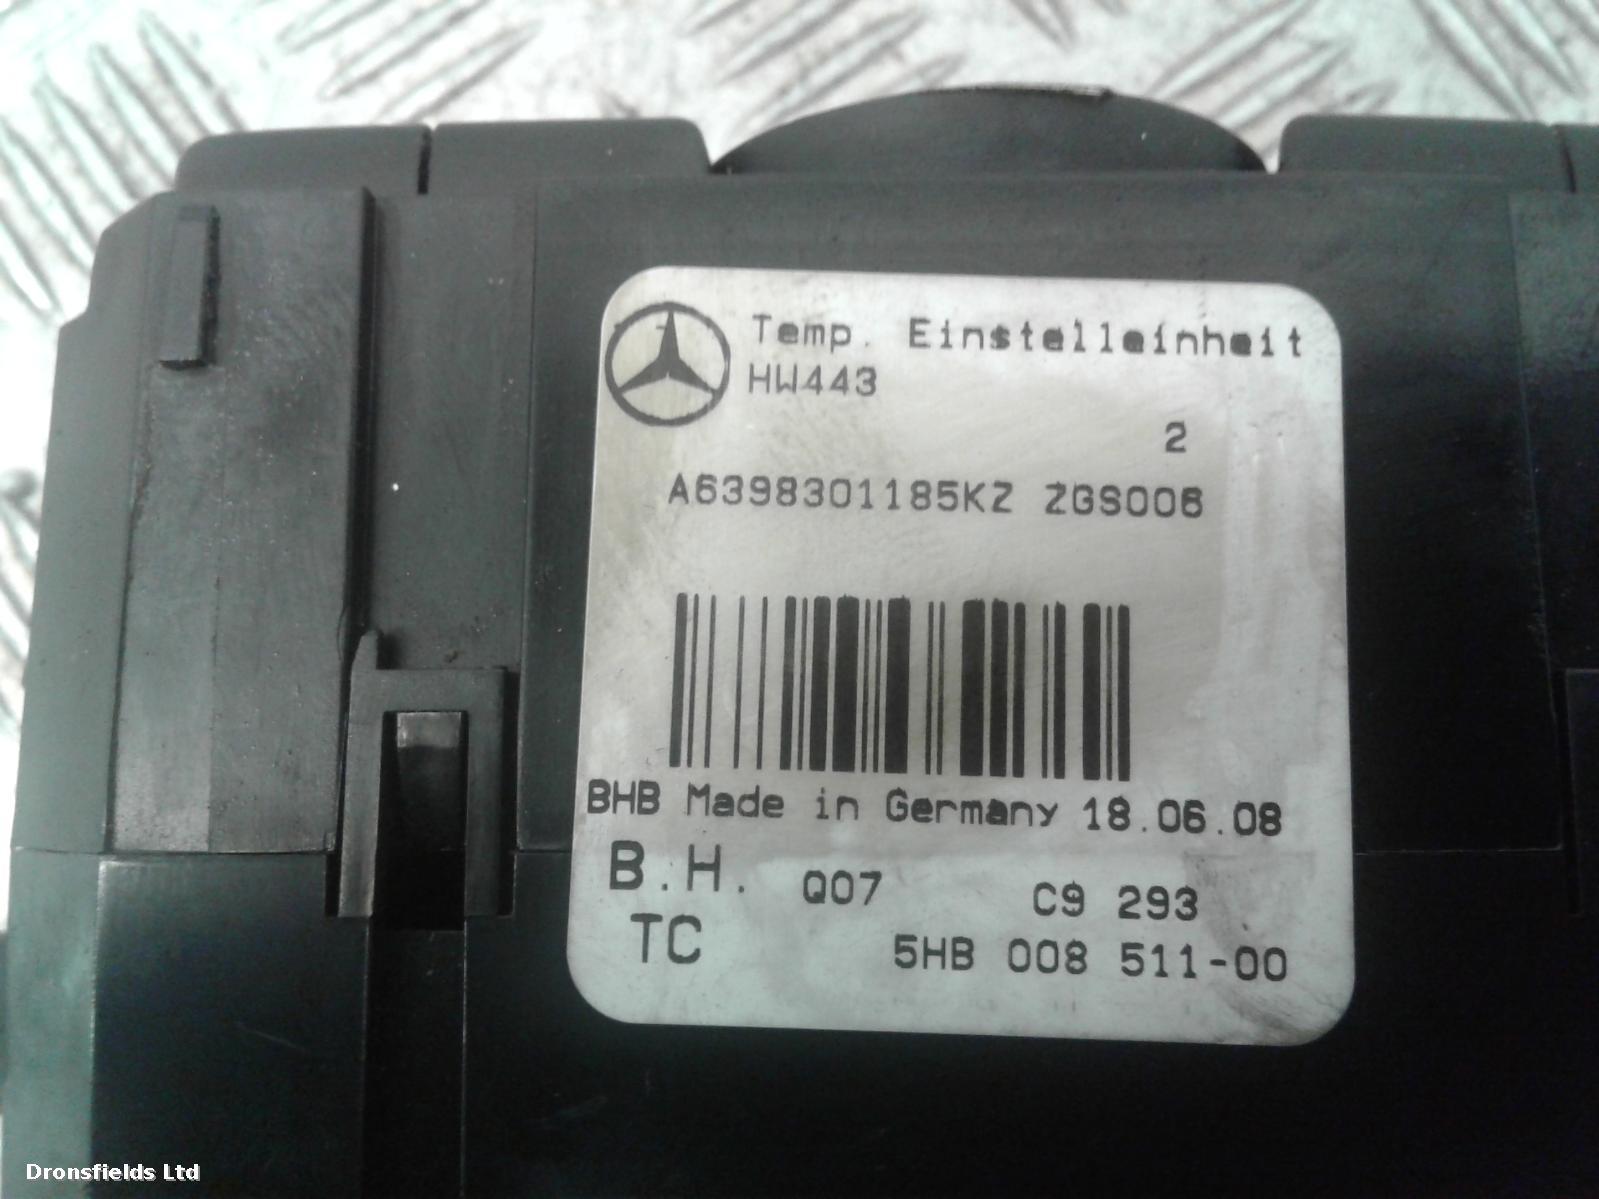 Temp. Einstelleinheit
HW443
2
A6398301185KZ ZGS006
BHB Made in Germany 18.06.08
B.H. Q07 C9 293
TC 5HB 008 511-00
Dronsfields Ltd